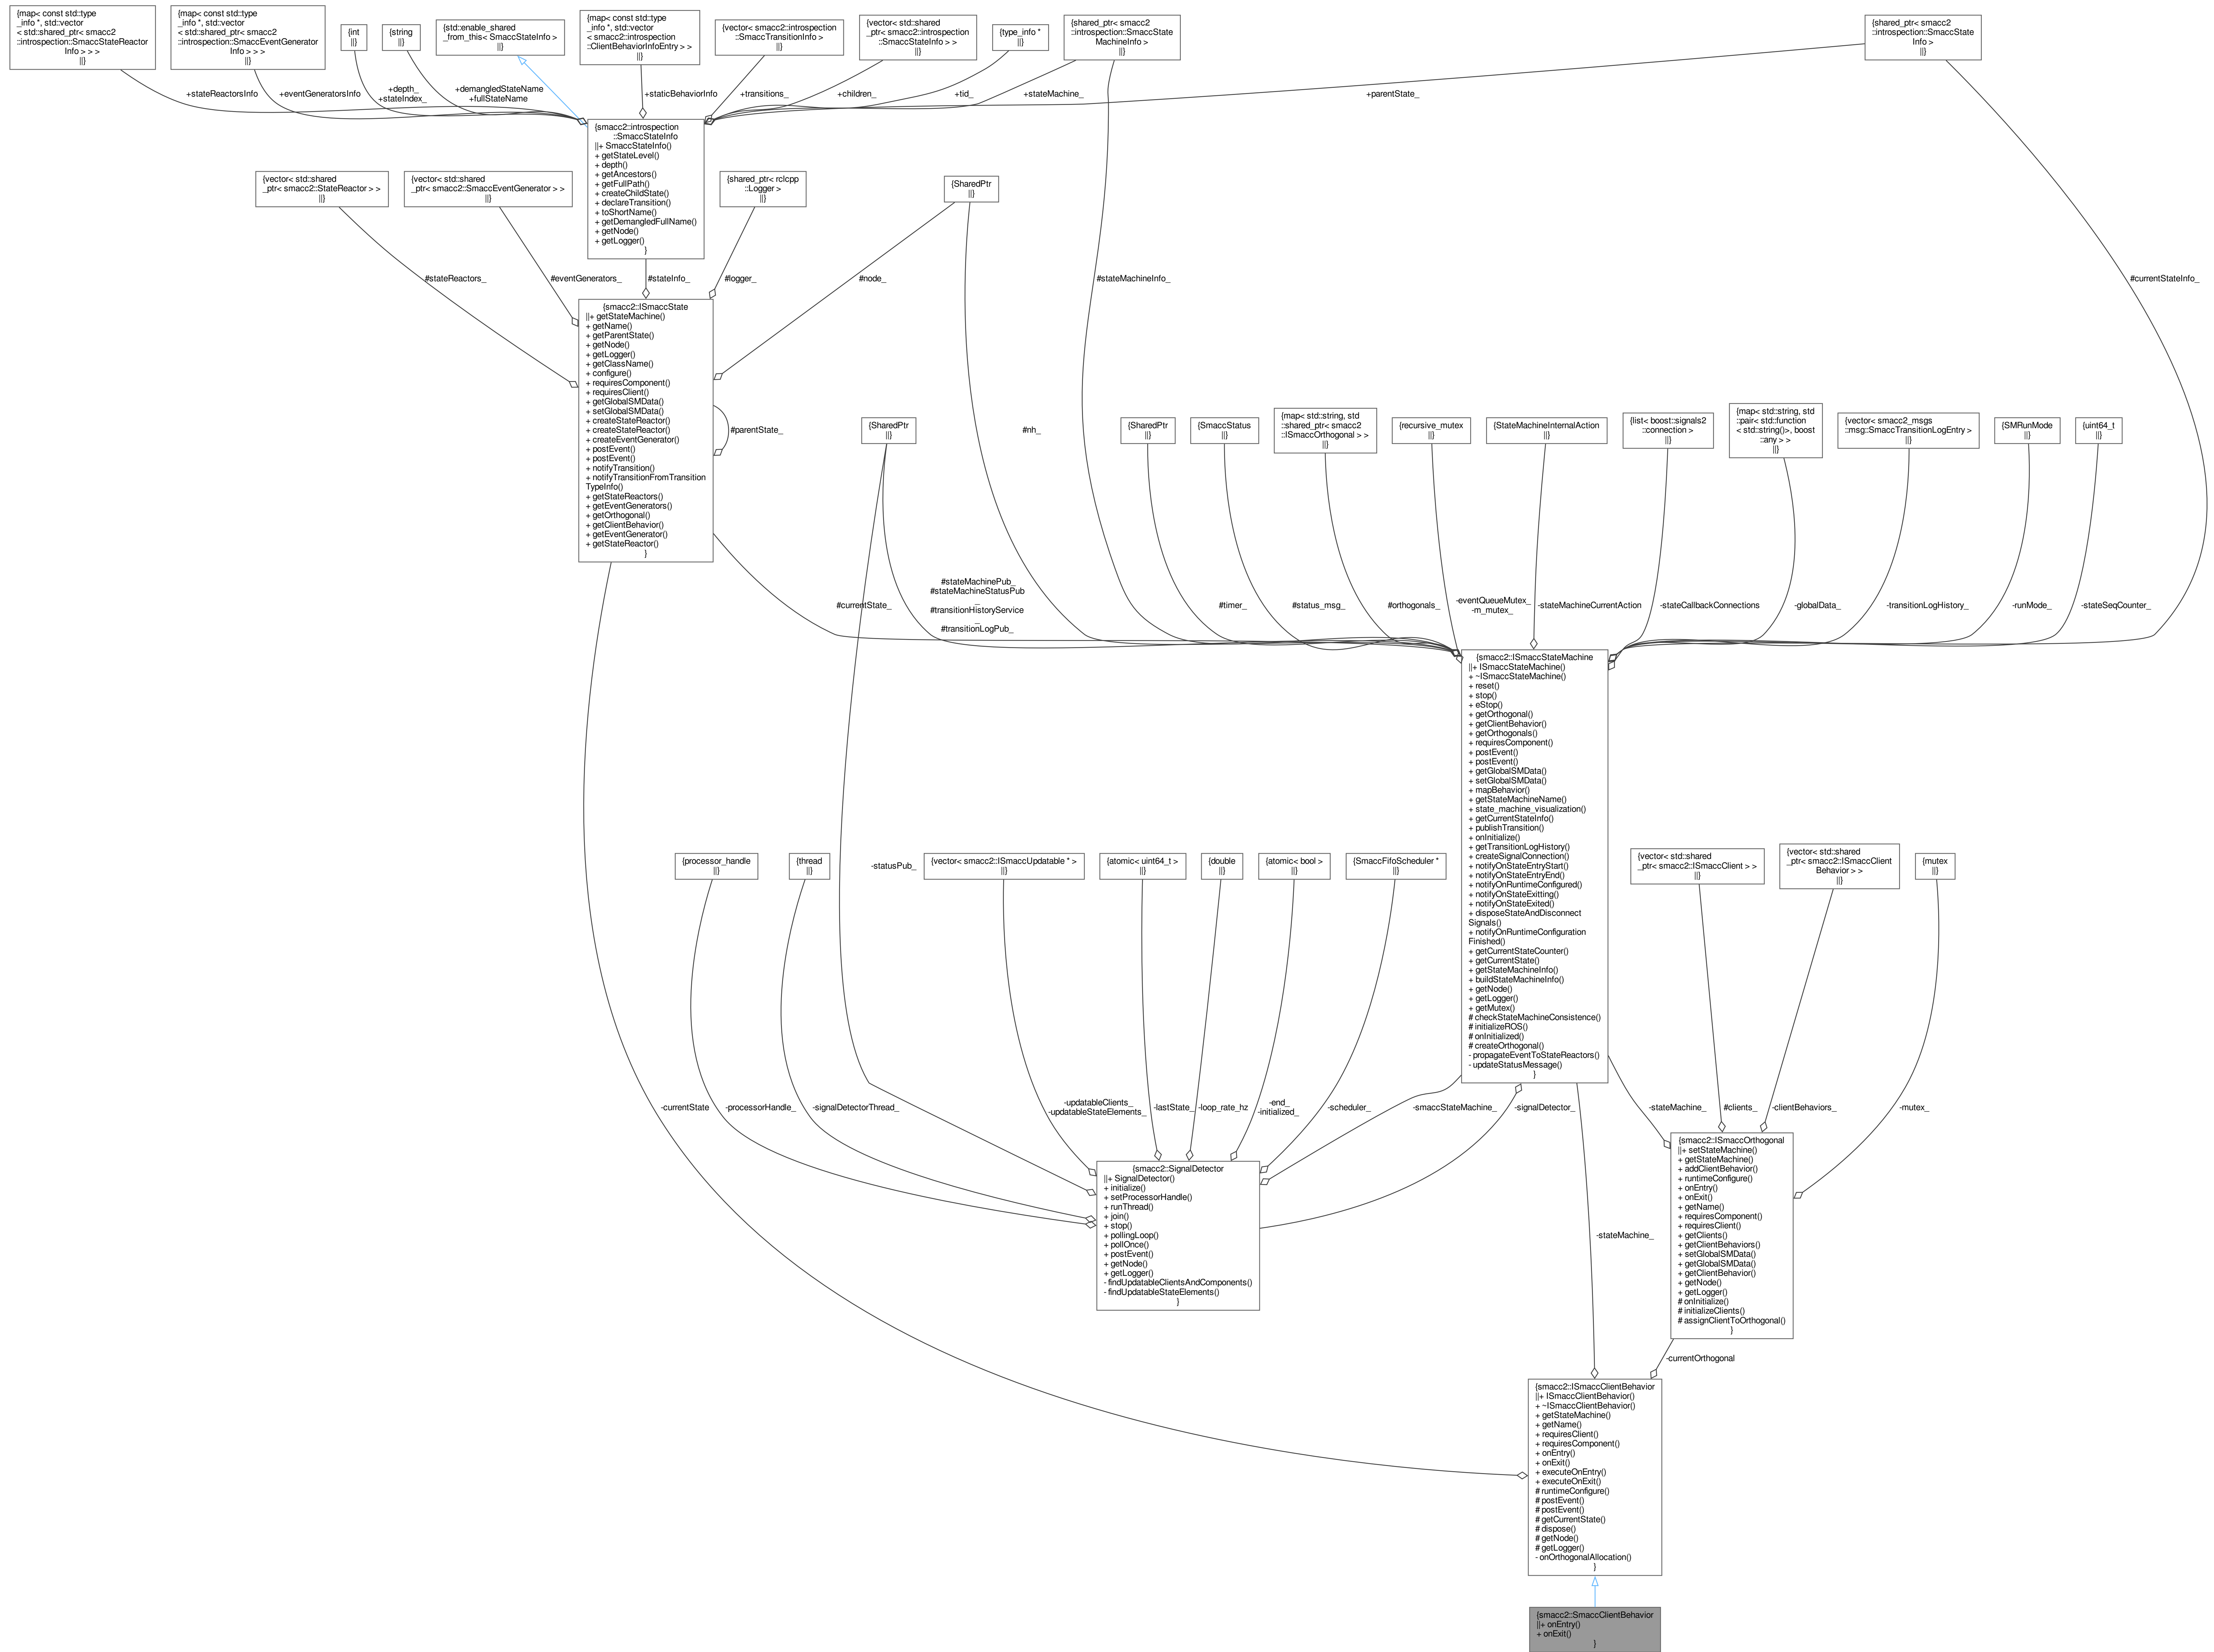 {map< const std::type
_info *, std::vector
< std::shared_ptr< smacc2
::introspection::SmaccStateReactor
Info > > >
||}
{map< const std::type
_info *, std::vector
< std::shared_ptr< smacc2
::introspection::SmaccEventGenerator
Info > > >
||}
{int
||}
{string
||}
{std::enable_shared
_from_this< SmaccStateInfo >
||}
{map< const std::type
_info *, std::vector
< smacc2::introspection
::ClientBehaviorInfoEntry > >
||}
{vector< smacc2::introspection
::SmaccTransitionInfo >
||}
{vector< std::shared
_ptr< smacc2::introspection
::SmaccStateInfo > >
||}
{type_info *
||}
{shared_ptr< smacc2
::introspection::SmaccState
MachineInfo >
||}
{shared_ptr< smacc2
::introspection::SmaccState
Info >
||}
+stateReactorsInfo
+eventGeneratorsInfo
+depth_
+stateIndex_
+demangledStateName
+fullStateName
+staticBehaviorInfo
+transitions_
+children_
+tid_
+stateMachine_
+parentState_
{smacc2::introspection
::SmaccStateInfo
||+ SmaccStateInfo()
+ getStateLevel()
+ depth()
+ getAncestors()
+ getFullPath()
+ createChildState()
+ declareTransition()
+ toShortName()
+ getDemangledFullName()
+ getNode()
+ getLogger()
}
{vector< std::shared
_ptr< smacc2::StateReactor > >
||}
{vector< std::shared
_ptr< smacc2::SmaccEventGenerator > >
||}
{shared_ptr< rclcpp
::Logger >
||}
{SharedPtr
||}
#stateReactors_
#eventGenerators_
#stateInfo_
#logger_
#node_
#stateMachineInfo_
#currentStateInfo_
{smacc2::ISmaccState
||+ getStateMachine()
+ getName()
+ getParentState()
+ getNode()
+ getLogger()
+ getClassName()
+ configure()
+ requiresComponent()
+ requiresClient()
+ getGlobalSMData()
+ setGlobalSMData()
+ createStateReactor()
+ createStateReactor()
+ createEventGenerator()
+ postEvent()
+ postEvent()
+ notifyTransition()
+ notifyTransitionFromTransition
TypeInfo()
+ getStateReactors()
+ getEventGenerators()
+ getOrthogonal()
+ getClientBehavior()
+ getEventGenerator()
+ getStateReactor()
}
#parentState_
{SharedPtr
||}
#nh_
{SharedPtr
||}
{SmaccStatus
||}
{map< std::string, std
::shared_ptr< smacc2
::ISmaccOrthogonal > >
||}
{recursive_mutex
||}
{StateMachineInternalAction
||}
{list< boost::signals2
::connection >
||}
{map< std::string, std
::pair< std::function
< std::string()>, boost
::any > >
||}
{vector< smacc2_msgs
::msg::SmaccTransitionLogEntry >
||}
{SMRunMode
||}
{uint64_t
||}
#currentState_
#stateMachinePub_
#stateMachineStatusPub
_
#transitionHistoryService
_
#transitionLogPub_
#timer_
#status_msg_
#orthogonals_
-eventQueueMutex_
-m_mutex_
-stateMachineCurrentAction
-stateCallbackConnections
-globalData_
-transitionLogHistory_
-runMode_
-stateSeqCounter_
{smacc2::ISmaccStateMachine
||+ ISmaccStateMachine()
+ ~ISmaccStateMachine()
+ reset()
+ stop()
+ eStop()
+ getOrthogonal()
+ getClientBehavior()
+ getOrthogonals()
+ requiresComponent()
+ postEvent()
+ postEvent()
+ getGlobalSMData()
+ setGlobalSMData()
+ mapBehavior()
+ getStateMachineName()
+ state_machine_visualization()
+ getCurrentStateInfo()
+ publishTransition()
+ onInitialize()
+ getTransitionLogHistory()
+ createSignalConnection()
+ notifyOnStateEntryStart()
+ notifyOnStateEntryEnd()
+ notifyOnRuntimeConfigured()
+ notifyOnStateExitting()
+ notifyOnStateExited()
+ disposeStateAndDisconnect
Signals()
+ notifyOnRuntimeConfiguration
Finished()
+ getCurrentStateCounter()
+ getCurrentState()
+ getStateMachineInfo()
+ buildStateMachineInfo()
+ getNode()
+ getLogger()
+ getMutex()
# checkStateMachineConsistence()
# initializeROS()
# onInitialized()
# createOrthogonal()
- propagateEventToStateReactors()
- updateStatusMessage()
}
{processor_handle
||}
{thread
||}
-statusPub_
{vector< smacc2::ISmaccUpdatable * >
||}
{atomic< uint64_t >
||}
{double
||}
{atomic< bool >
||}
{SmaccFifoScheduler *
||}
{vector< std::shared
_ptr< smacc2::ISmaccClient > >
||}
{vector< std::shared
_ptr< smacc2::ISmaccClient
Behavior > >
||}
{mutex
||}
-currentState
-processorHandle_
-signalDetectorThread_
-updatableClients_
-updatableStateElements_
-lastState_
-loop_rate_hz
-end_
-initialized_
-scheduler_
-smaccStateMachine_
-signalDetector_
-stateMachine_
#clients_
-clientBehaviors_
-mutex_
{smacc2::SignalDetector
||+ SignalDetector()
+ initialize()
+ setProcessorHandle()
+ runThread()
+ join()
+ stop()
+ pollingLoop()
+ pollOnce()
+ postEvent()
+ getNode()
+ getLogger()
- findUpdatableClientsAndComponents()
- findUpdatableStateElements()
}
{smacc2::ISmaccOrthogonal
||+ setStateMachine()
+ getStateMachine()
+ addClientBehavior()
+ runtimeConfigure()
+ onEntry()
+ onExit()
+ getName()
+ requiresComponent()
+ requiresClient()
+ getClients()
+ getClientBehaviors()
+ setGlobalSMData()
+ getGlobalSMData()
+ getClientBehavior()
+ getNode()
+ getLogger()
# onInitialize()
# initializeClients()
# assignClientToOrthogonal()
}
-stateMachine_
-currentOrthogonal
{smacc2::ISmaccClientBehavior
||+ ISmaccClientBehavior()
+ ~ISmaccClientBehavior()
+ getStateMachine()
+ getName()
+ requiresClient()
+ requiresComponent()
+ onEntry()
+ onExit()
+ executeOnEntry()
+ executeOnExit()
# runtimeConfigure()
# postEvent()
# postEvent()
# getCurrentState()
# dispose()
# getNode()
# getLogger()
- onOrthogonalAllocation()
}
{smacc2::SmaccClientBehavior
||+ onEntry()
+ onExit()
}